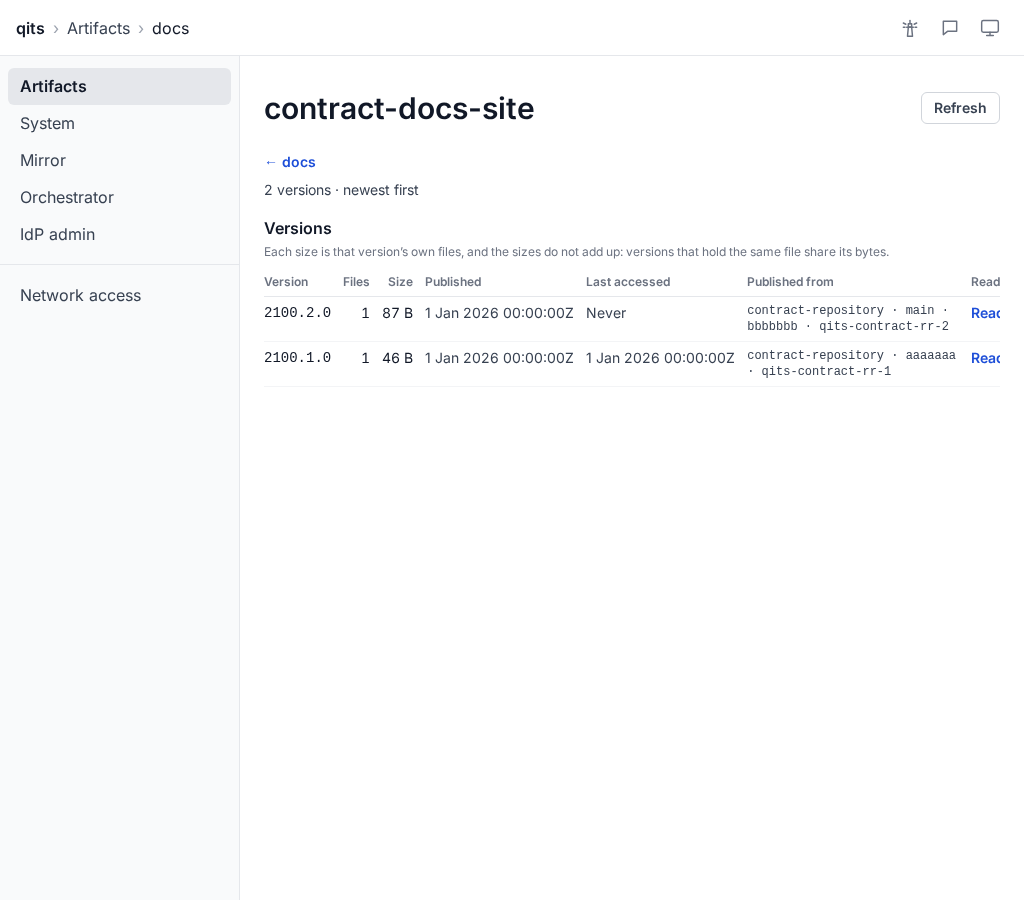 qits › Artifacts › docs
Artifacts
System
Mirror
Orchestrator
IdP admin
Network access
contract-docs-site
Refresh
← docs
2 versions · newest first
Versions
Each size is that version’s own files, and the sizes do not add up: versions that hold the same file share its bytes.
Version Files Size Published Last accessed Published from Read
2100.2.0 1 87 B 1 Jan 2026 00:00:00Z Never contract-repository · main · Read
bbbbbbb · qits-contract-rr-2
2100.1.0 1 46 B 1 Jan 2026 00:00:00Z 1 Jan 2026 00:00:00Z contract-repository · aaaaaaa Read
· qits-contract-rr-1